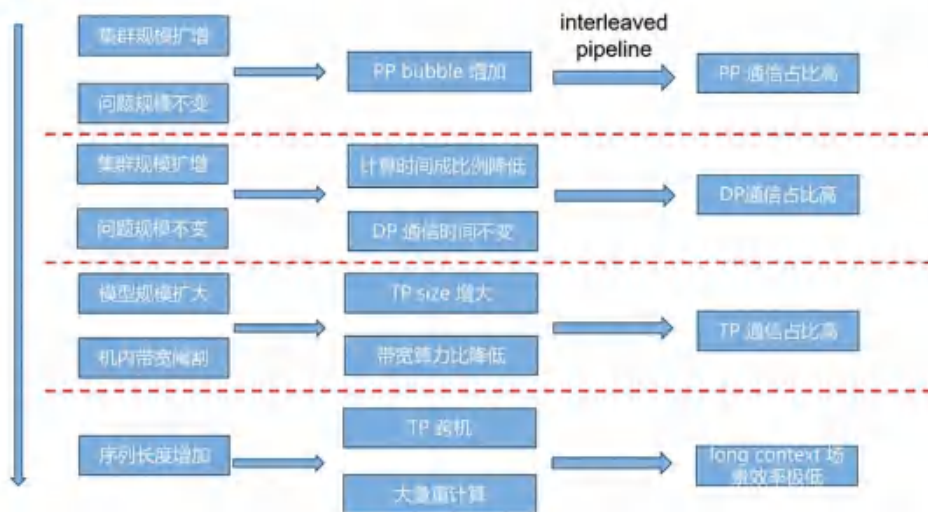 集群规模扩增
问题规模不变
PP bubble 增加
interleaved
pipeline
PP 通信占比高
集群规模扩增
问题规模不变
计算时间成比例降低
DP 通信时间不变
DP通信占比高
模型规模扩大
机内带宽阉割
TP size 增大
带宽算力比降低
TP 通信占比高
序列长度增加
TP 跨机
大量重计算
long context 场
景效率极低